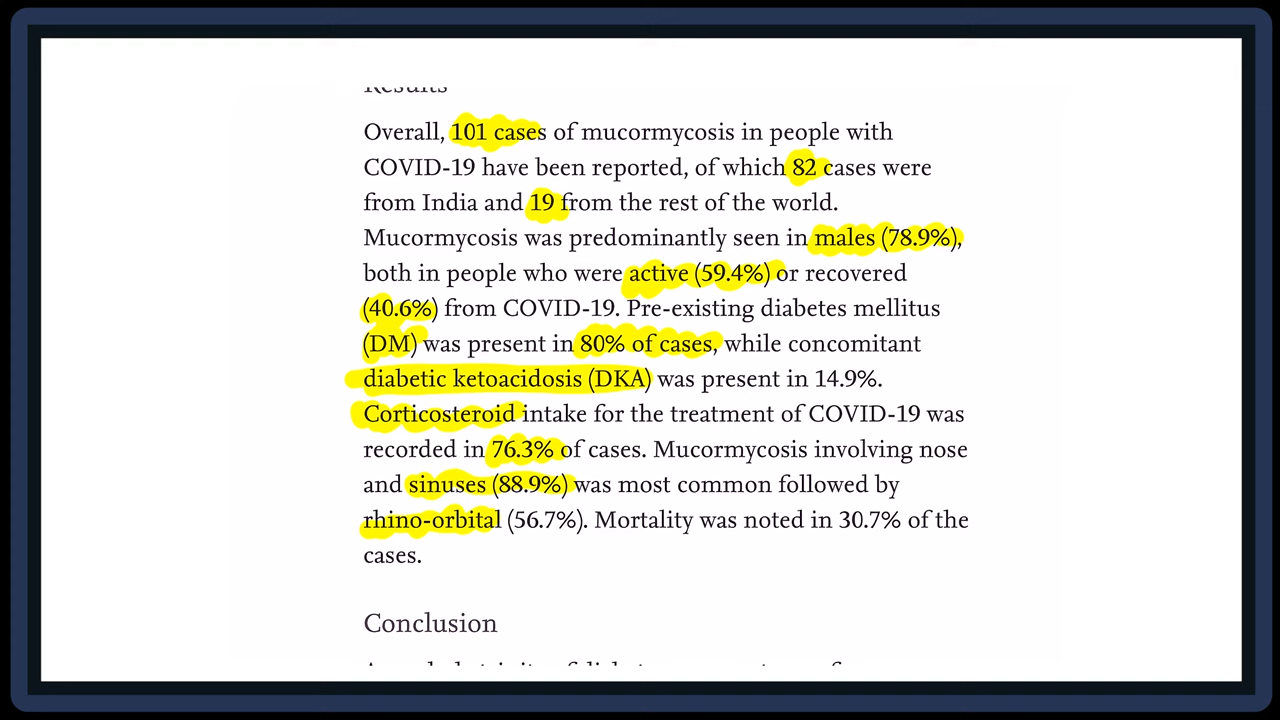 Results
Overall, 101 cases of mucormycosis in people with
COVID-19 have been reported, of which 82 cases were
from India and 19 from the rest of the world.
Mucormycosis was predominantly seen in males (78.9%),
both in people who were active (59.4%) or recovered
(40.6%) from COVID-19. Pre-existing diabetes mellitus
(DM) was present in 80% of cases, while concomitant
diabetic ketoacidosis (DKA) was present in 14.9%.
Corticosteroid intake for the treatment of COVID-19 was
recorded in 76.3% of cases. Mucormycosis involving nose
and sinuses (88.9%) was most common followed by
rhino-orbital (56.7%). Mortality was noted in 30.7% of the
cases.
Conclusion